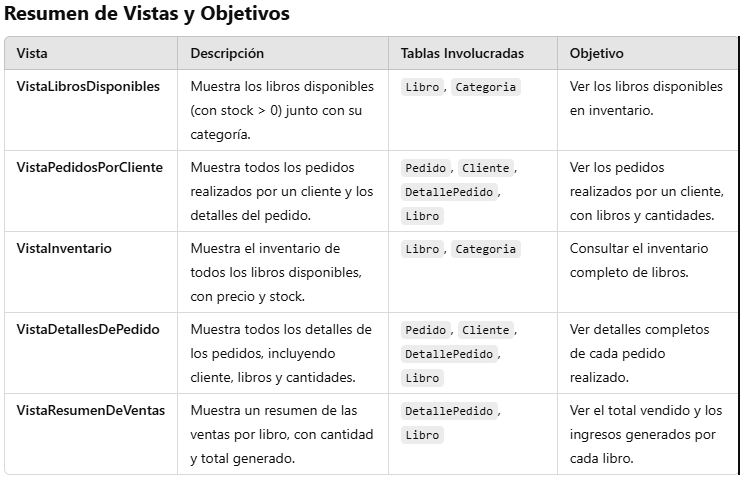 Resumen de Vistas y Objetivos
Vista Descripción Tablas Involucradas Objetivo
VistaLibrosDisponibles Muestra los libros disponibles Libro, Categoria Ver los libros disponibles
(con stock > 0) junto con su en inventario.
categoría.
VistaPedidosPorCliente Muestra todos los pedidos Pedido, Cliente, Ver los pedidos
realizados por un cliente y los DetallePedido, realizados por un cliente,
detalles del pedido. Libro con libros y cantidades.
VistaInventario Muestra el inventario de Libro, Categoria Consultar el inventario
todos los libros disponibles, completo de libros.
con precio y stock.
VistaDetallesDePedido Muestra todos los detalles de Pedido, Cliente, Ver detalles completos
los pedidos, incluyendo DetallePedido, de cada pedido
cliente, libros y cantidades. Libro realizado.
VistaResumenDeVentas Muestra un resumen de las DetallePedido, Ver el total vendido y los
ventas por libro, con cantidad Libro ingresos generados por
y total generado. cada libro.